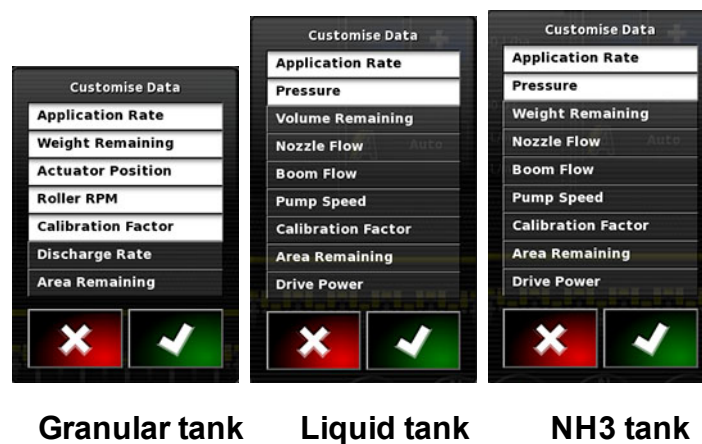 Customise Data
Application Rate
Weight Remaining
Actuator Position
Roller RPM
Calibration Factor
Discharge Rate
Area Remaining
Granular tank
Customise Data
Application Rate
Pressure
Volume Remaining
Nozzle Flow
Auto
Boom Flow
Pump Speed
Calibration Factor
Area Remaining
Drive Power
Liquid tank
Customise Data
Application Rate
Pressure
Weight Remaining
Nozzle Flow
Auto
Boom Flow
Pump Speed
Calibration Factor
Area Remaining
Drive Power
NH3 tank